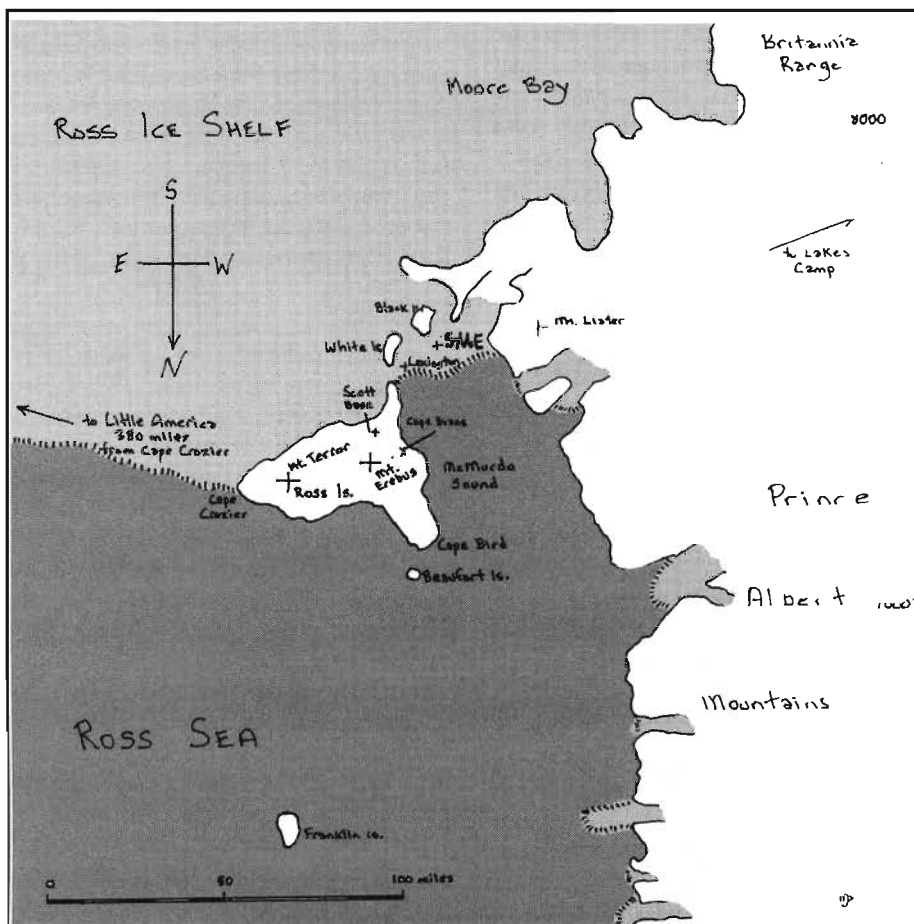 Britannia
Range
Moore Bay
ROSS ICE SHELF
8000
S
E
W
N
to Lakes
Camp
Black Is.
Mt. Lister
White Is.
Lexington
Scott
Base
Cape Evans
to Little America
380 miles
from Cape Crozier
Mt. Terror
Mt.
Erebus
McMurdo
Sound
Ross Is.
Cape
Crozier
Prince
Cape Bird
Beaufort Is.
Albert
Mountains
ROSS SEA
Franklin is.
0
50
100 miles